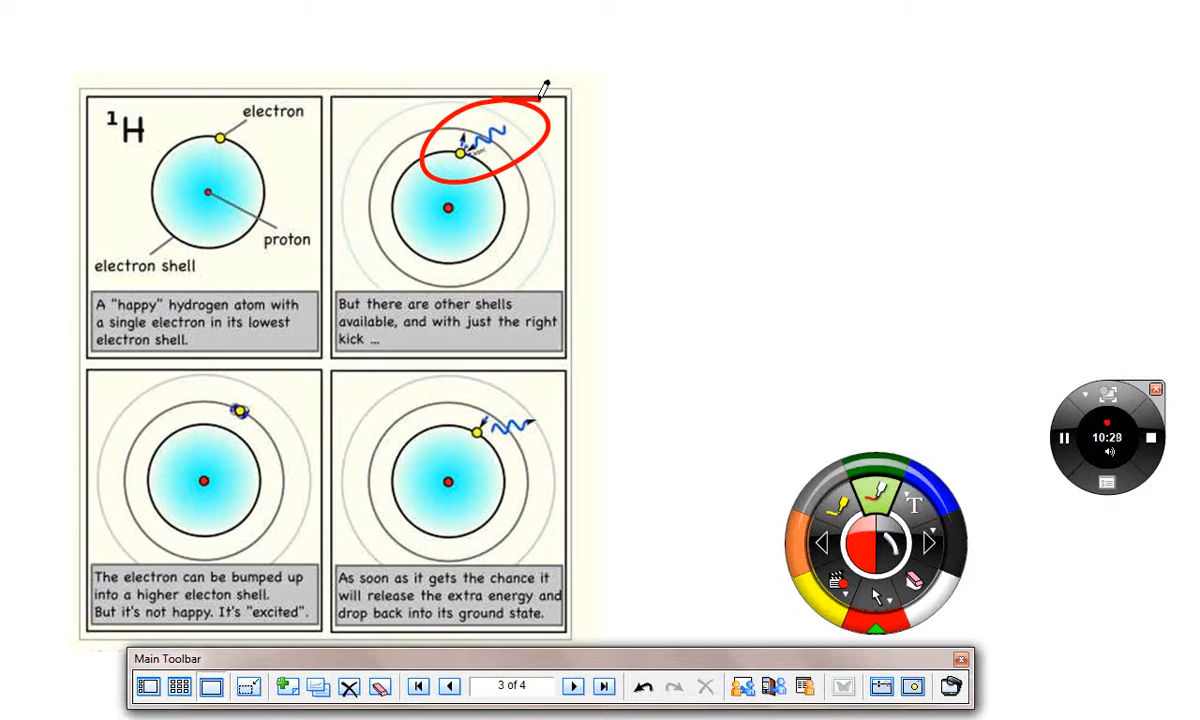 ¹H
electron
proton
electron shell
A "happy" hydrogen atom with
a single electron in its lowest
electron shell.
But there are other shells
available, and with just the right
kick ...
The electron can be bumped up
into a higher electon shell.
But it's not happy. It's "excited".
As soon as it gets the chance it
will release the extra energy and
drop back into its ground state.
10:28
T
Main Toolbar
3 of 4